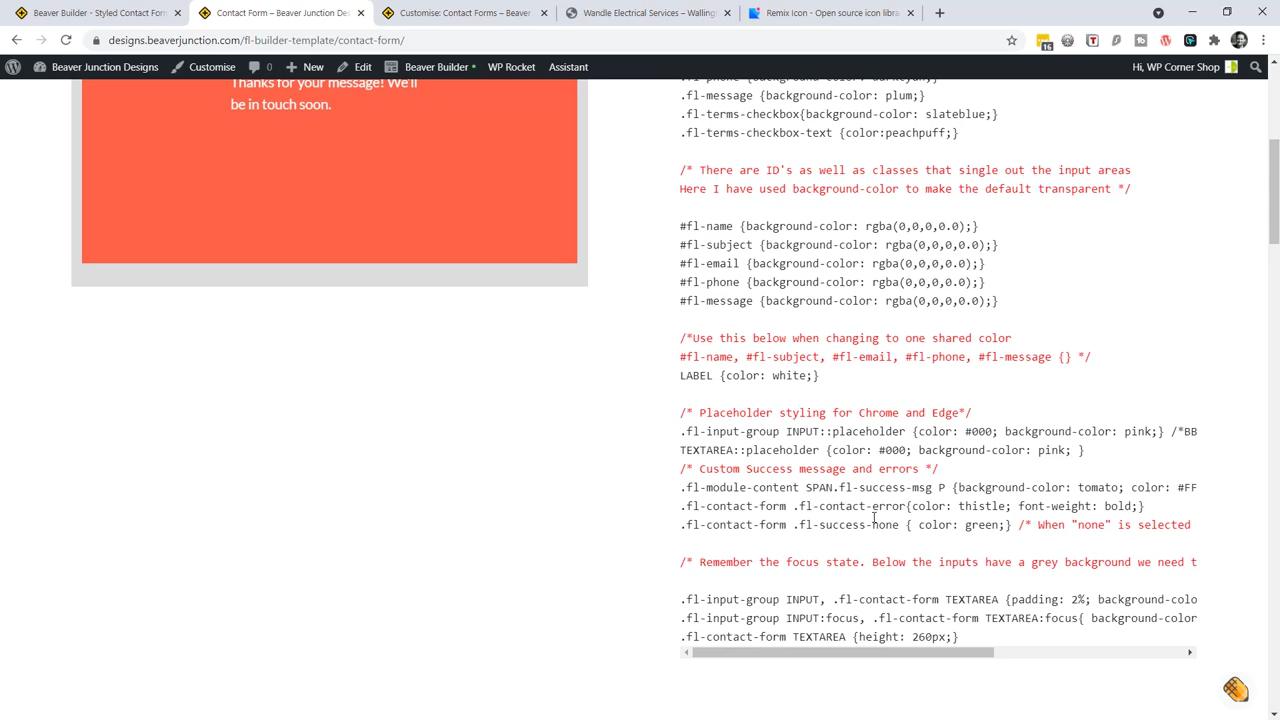 Beaver Builder - Styled Contact Form
Contact Form – Beaver Junction Des
Customise: Contact Forms – Beaver
Wandle Electrical Services – Walling
Remix Icon - Open source icon libra
designs.beaverjunction.com/fl-builder-template/contact-form/
16
Beaver Junction Designs
Customise
0
New
Edit
Beaver Builder
WP Rocket
Assistant
Hi, WP Corner Shop
Thanks for your message! We'll
be in touch soon.
.fl-message {background-color: plum;}
.fl-terms-checkbox{background-color: slateblue;}
.fl-terms-checkbox-text {color:peachpuff;}
/* There are ID's as well as classes that single out the input areas
Here I have used background-color to make the default transparent */
#fl-name {background-color: rgba(0,0,0,0.0);}
#fl-subject {background-color: rgba(0,0,0,0.0);}
#fl-email {background-color: rgba(0,0,0,0.0);}
#fl-phone {background-color: rgba(0,0,0,0.0);}
#fl-message {background-color: rgba(0,0,0,0.0);}
/*Use this below when changing to one shared color
#fl-name, #fl-subject, #fl-email, #fl-phone, #fl-message {} */
LABEL {color: white;}
/* Placeholder styling for Chrome and Edge*/
.fl-input-group INPUT::placeholder {color: #000; background-color: pink;} /*BB
TEXTAREA::placeholder {color: #000; background-color: pink; }
/* Custom Success message and errors */
.fl-module-content SPAN.fl-success-msg P {background-color: tomato; color: #FF
.fl-contact-form .fl-contact-error{color: thistle; font-weight: bold;}
.fl-contact-form .fl-success-none { color: green;} /* When "none" is selected
/* Remember the focus state. Below the inputs have a grey background we need t
.fl-input-group INPUT, .fl-contact-form TEXTAREA {padding: 2%; background-colo
.fl-input-group INPUT:focus, .fl-contact-form TEXTAREA:focus{ background-color
.fl-contact-form TEXTAREA {height: 260px;}